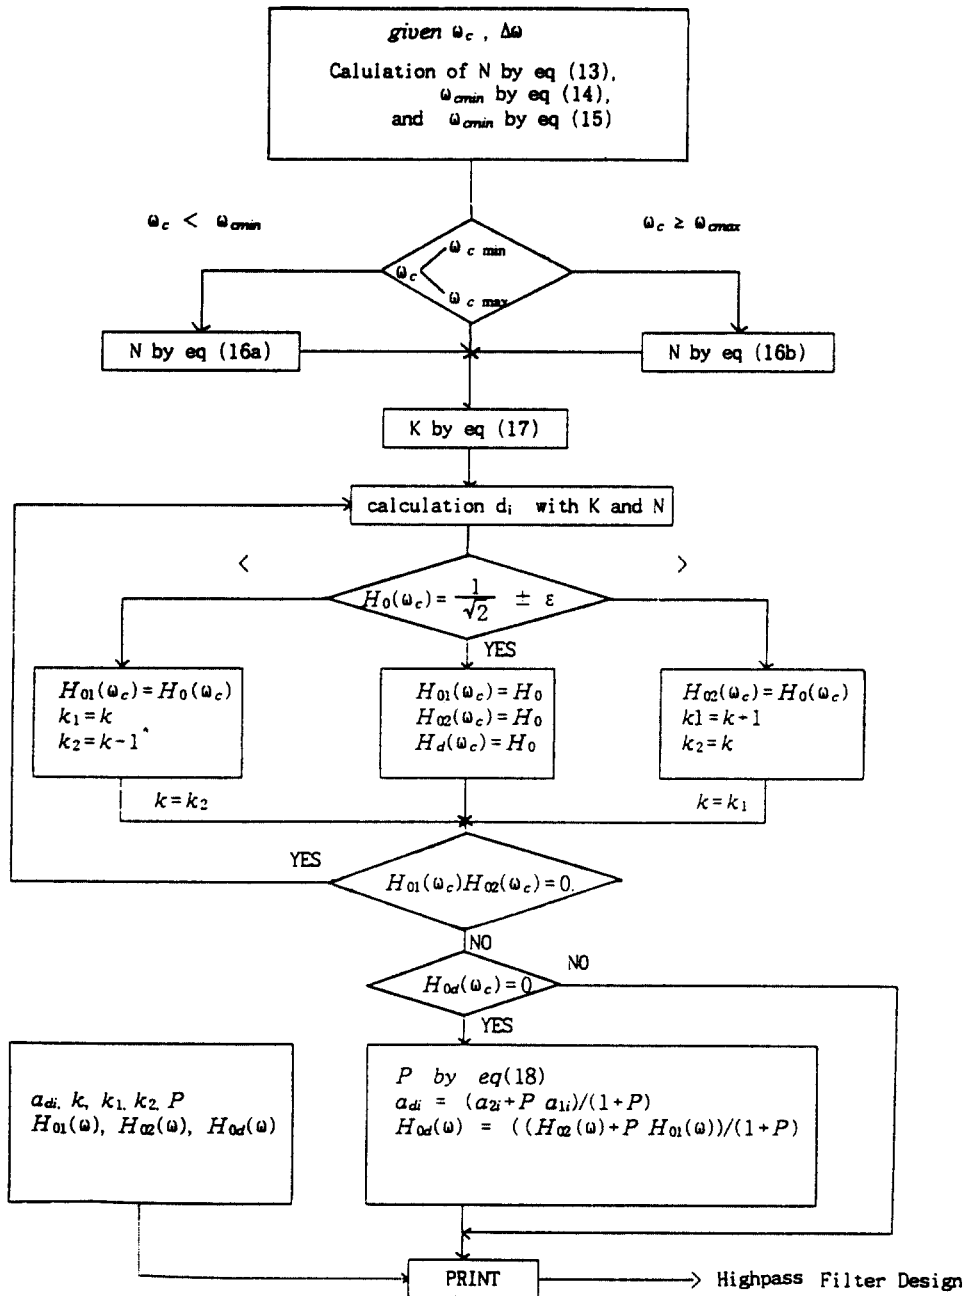 given ω_c , Δω
Calulation of N by eq (13),
ω_cmin by eq (14),
and ω_cmin by eq (15)
ω_c < ω_cmin
ω_c ≥ ω_cmax
ω_c
ω_c min
ω_c max
N by eq (16a)
N by eq (16b)
K by eq (17)
calculation d_i with K and N
<
>
H_0(ω_c) = 1/√2 ± ε
YES
H_01(ω_c) = H_0(ω_c)
k_1 = k
k_2 = k-1
H_01(ω_c) = H_0
H_02(ω_c) = H_0
H_d(ω_c) = H_0
H_02(ω_c) = H_0(ω_c)
k1 = k+1
k_2 = k
k = k_2
k = k_1
YES
H_01(ω_c)H_02(ω_c) = 0.
NO
NO
H_0d(ω_c) = 0
YES
a_di, k, k_1, k_2, P
H_01(ω), H_02(ω), H_0d(ω)
P by eq(18)
a_di = (a_2i+P a_1i)/(1+P)
H_0d(ω) = ((H_02(ω)+P H_01(ω))/(1+P)
PRINT
Highpass Filter Design